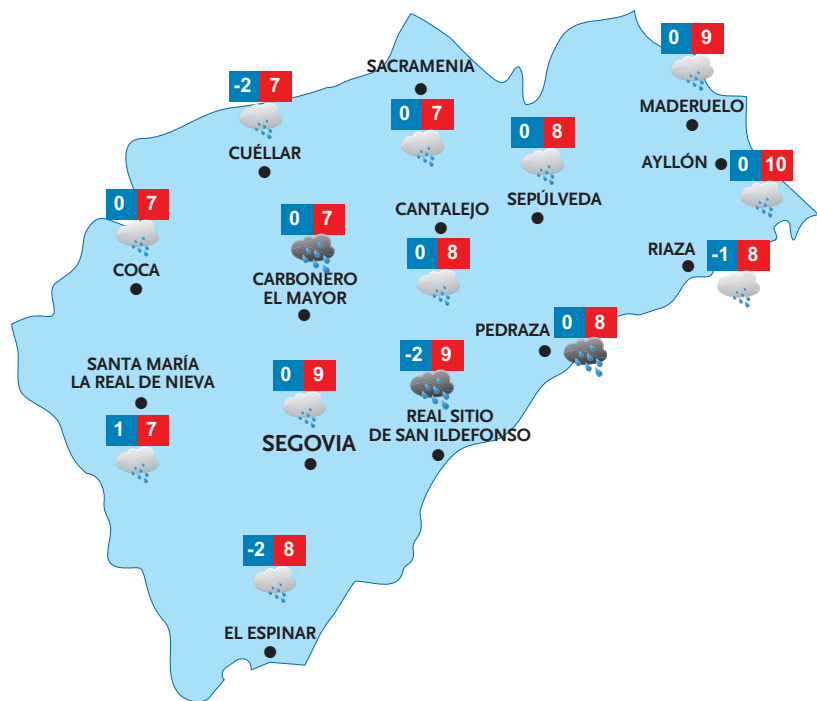 0 9
MADERUELO
SACRAMENIA
0 7
-2 7
CUÉLLAR
0 8
SEPÚLVEDA
AYLLÓN
0 10
0 7
COCA
0 7
CARBONERO
EL MAYOR
CANTALEJO
0 8
RIAZA
-1 8
PEDRAZA
0 8
SANTA MARÍA
LA REAL DE NIEVA
1 7
0 9
SEGOVIA
-2 9
REAL SITIO
DE SAN ILDEFONSO
-2 8
EL ESPINAR